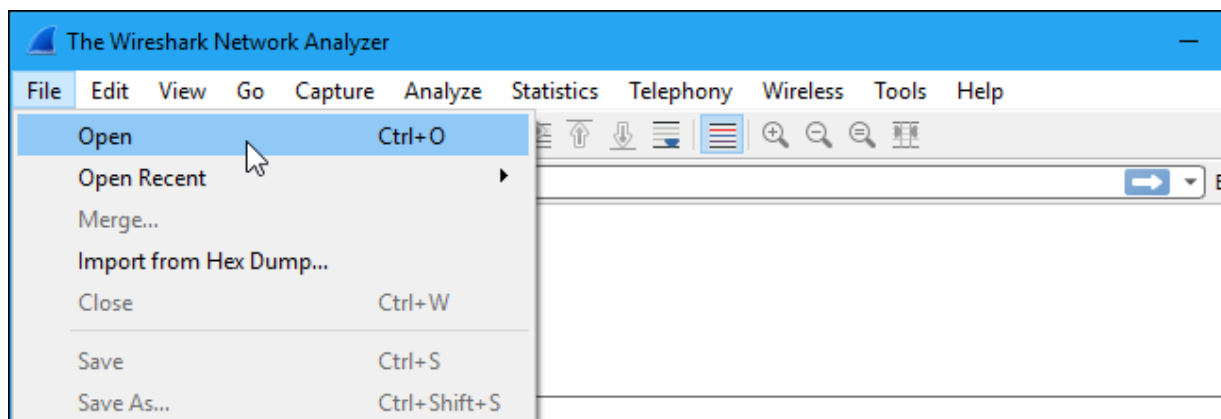 The Wireshark Network Analyzer
File Edit View Go Capture Analyze Statistics Telephony Wireless Tools Help
Open Ctrl+O
Open Recent
Merge...
Import from Hex Dump...
Close Ctrl+W
Save Ctrl+S
Save As... Ctrl+Shift+S